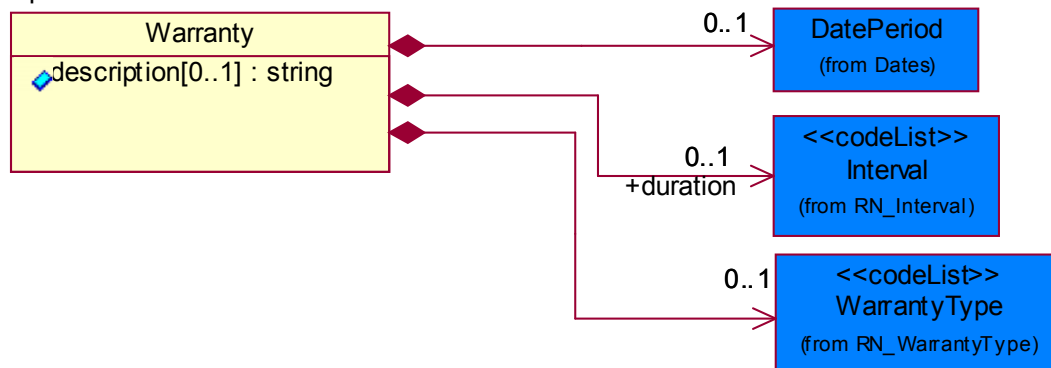 Warranty
description[0..1] : string
0..1
DatePeriod
(from Dates)
0..1
+duration
<<codeList>>
Interval
(from RN_Interval)
0..1
<<codeList>>
WarrantyType
(from RN_WarrantyType)